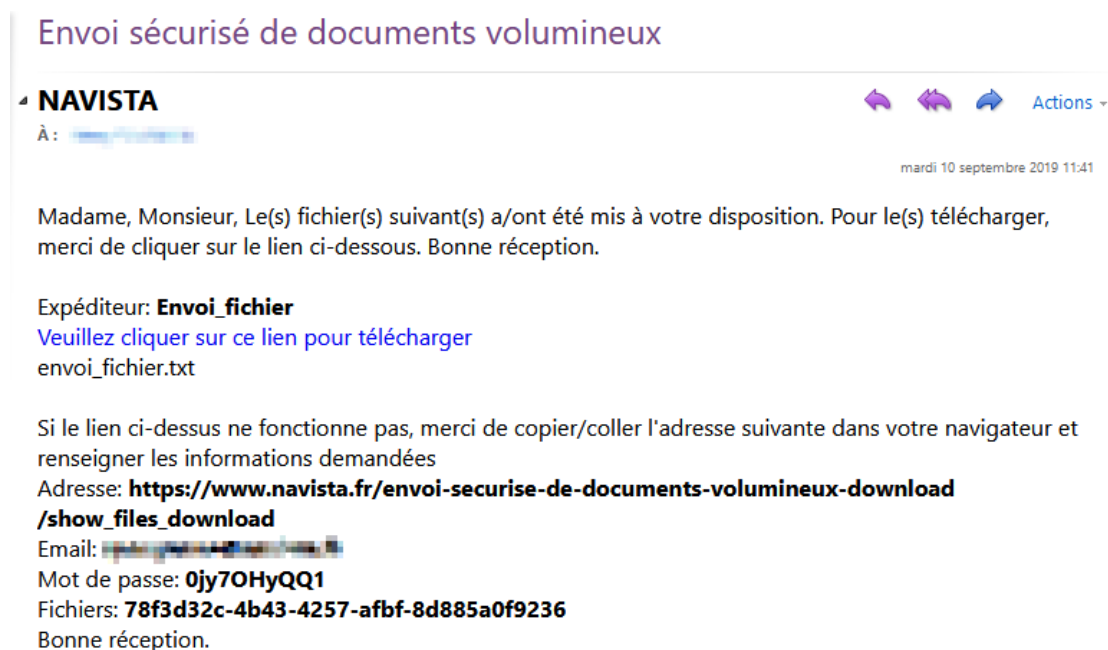 Envoi sécurisé de documents volumineux
NAVISTA
Actions
À :
mardi 10 septembre 2019 11:41
Madame, Monsieur, Le(s) fichier(s) suivant(s) a/ont été mis à votre disposition. Pour le(s) télécharger,
merci de cliquer sur le lien ci-dessous. Bonne réception.
Expéditeur: Envoi_fichier
Veuillez cliquer sur ce lien pour télécharger
envoi_fichier.txt
Si le lien ci-dessus ne fonctionne pas, merci de copier/coller l'adresse suivante dans votre navigateur et
renseigner les informations demandées
Adresse: https://www.navista.fr/envoi-securise-de-documents-volumineux-download
/show_files_download
Email:
Mot de passe: 0jy7OHyQQ1
Fichiers: 78f3d32c-4b43-4257-afbf-8d885a0f9236
Bonne réception.